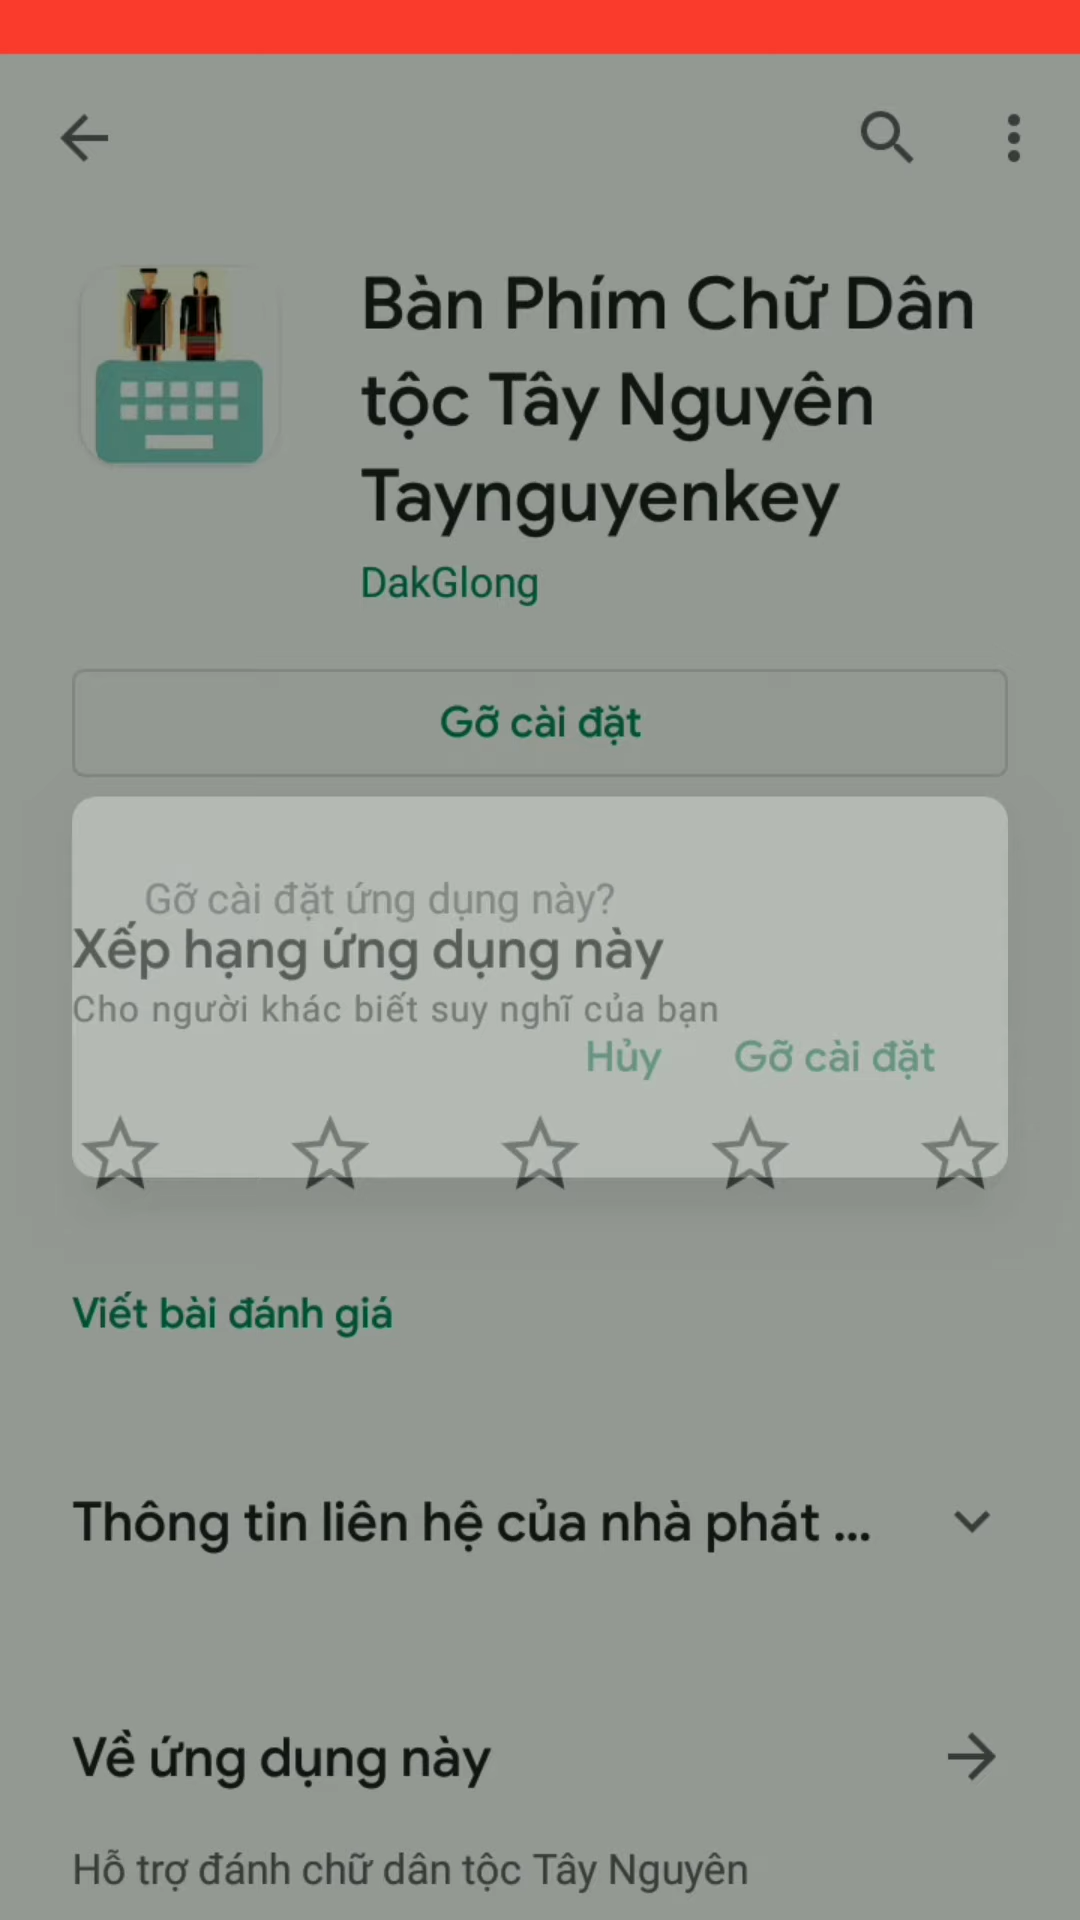 Bàn Phím Chữ Dân
tộc Tây Nguyên
Taynguyenkey
DakGlong
Gỡ cài đặt
Gỡ cài đặt ứng dụng này?
Xếp hạng ứng dụng này
Cho người khác biết suy nghĩ của bạn
Hủy Gỡ cài đặt
Viết bài đánh giá
Thông tin liên hệ của nhà phát ...
Về ứng dụng này
Hỗ trợ đánh chữ dân tộc Tây Nguyên